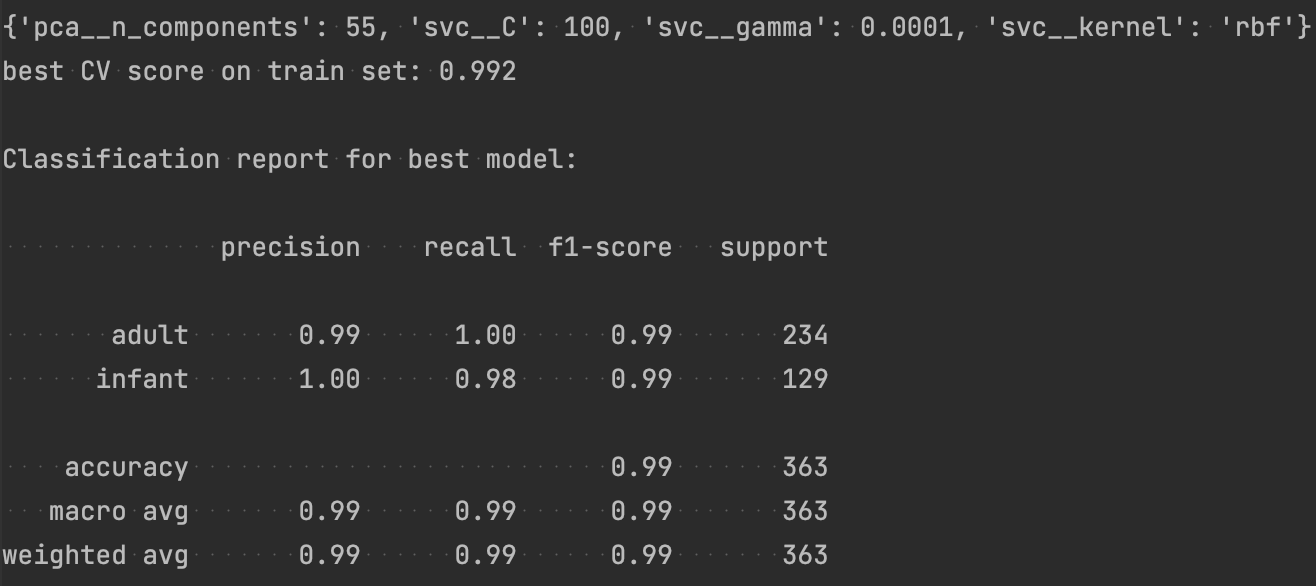 {'pca__n_components': 55, 'svc__C': 100, 'svc__gamma': 0.0001, 'svc__kernel': 'rbf'}
best CV score on train set: 0.992
Classification report for best model:
precision recall f1-score support
adult 0.99 1.00 0.99 234
infant 1.00 0.98 0.99 129
accuracy 0.99 363
macro avg 0.99 0.99 0.99 363
weighted avg 0.99 0.99 0.99 363